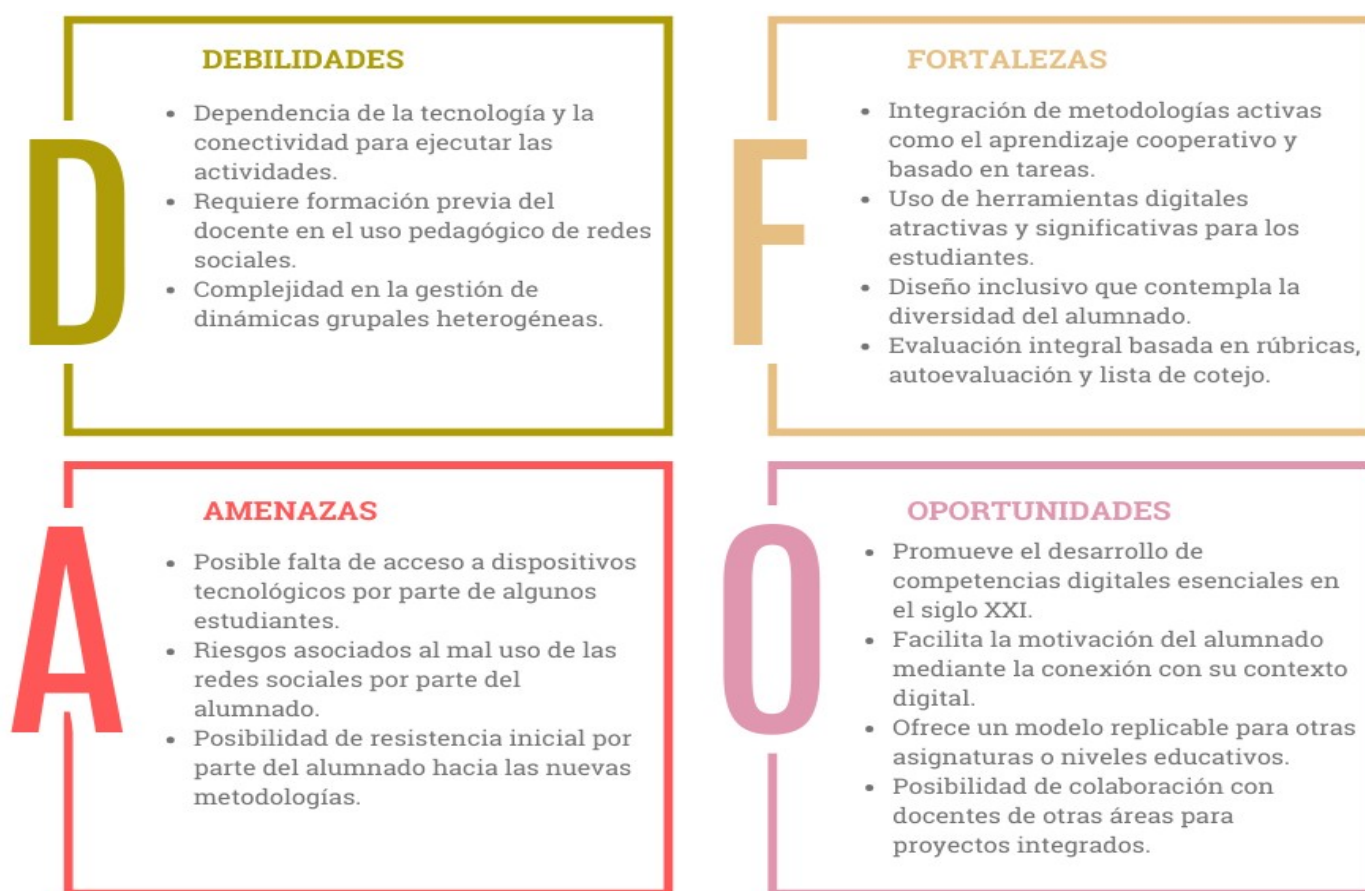 D
DEBILIDADES
• Dependencia de la tecnología y la
conectividad para ejecutar las
actividades.
• Requiere formación previa del
docente en el uso pedagógico de redes
sociales.
• Complejidad en la gestión de
dinámicas grupales heterogéneas.
F
FORTALEZAS
• Integración de metodologías activas
como el aprendizaje cooperativo y
basado en tareas.
• Uso de herramientas digitales
atractivas y significativas para los
estudiantes.
• Diseño inclusivo que contempla la
diversidad del alumnado.
• Evaluación integral basada en rúbricas,
autoevaluación y lista de cotejo.
A
AMENAZAS
• Posible falta de acceso a dispositivos
tecnológicos por parte de algunos
estudiantes.
• Riesgos asociados al mal uso de las
redes sociales por parte del
alumnado.
• Posibilidad de resistencia inicial por
parte del alumnado hacia las nuevas
metodologías.
O
OPORTUNIDADES
• Promueve el desarrollo de
competencias digitales esenciales en
el siglo XXI.
• Facilita la motivación del alumnado
mediante la conexión con su contexto
digital.
• Ofrece un modelo replicable para otras
asignaturas o niveles educativos.
• Posibilidad de colaboración con
docentes de otras áreas para
proyectos integrados.